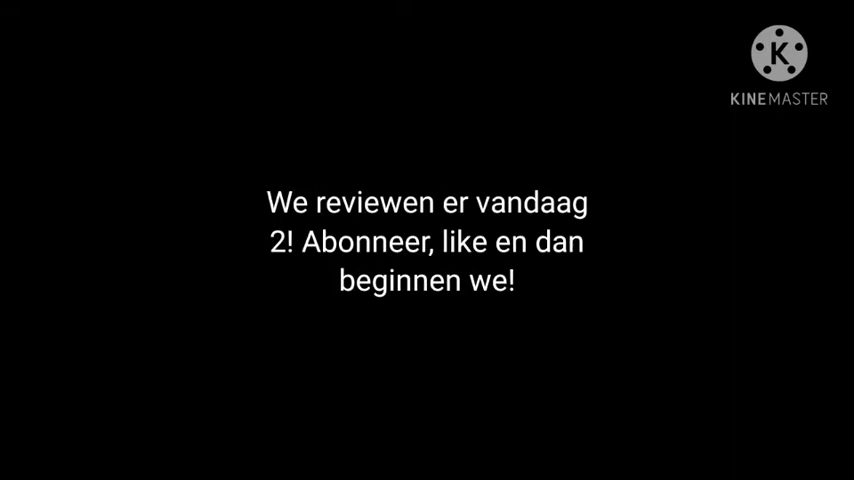 K
KINEMASTER
We reviewen er vandaag
2! Abonneer, like en dan
beginnen we!